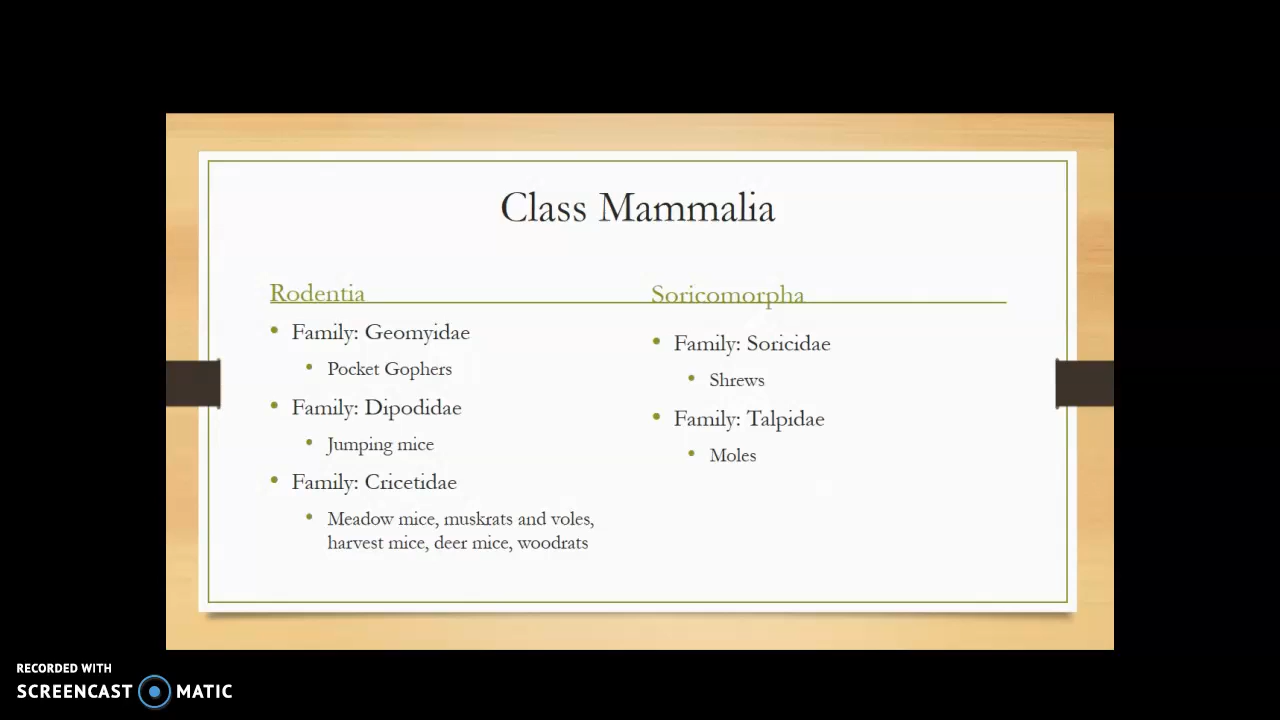 Class Mammalia
Rodentia
• Family: Geomyidae
• Pocket Gophers
• Family: Dipodidae
• Jumping mice
• Family: Cricetidae
• Meadow mice, muskrats and voles,
harvest mice, deer mice, woodrats
Soricomorpha
• Family: Soricidae
• Shrews
• Family: Talpidae
• Moles
RECORDED WITH
SCREENCAST MATIC